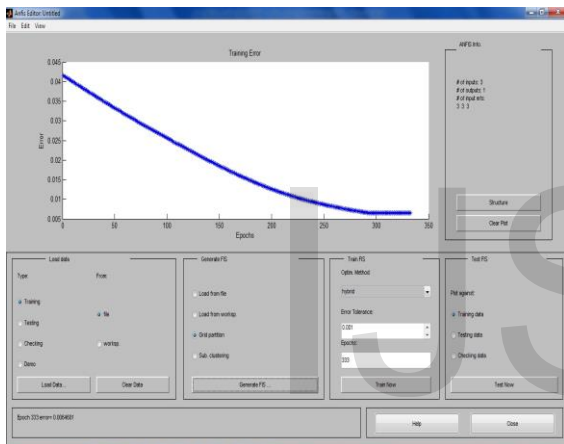 Anfis Editor: Untitled
File Edit View
Training Error
ANFIS Info.
# of inputs: 3
# of outputs: 1
# of input mfs:
3 3 3
Structure
Clear Plot
Error
0.045
0.04
0.035
0.03
0.025
0.02
0.015
0.01
0.005
0 50 100 150 200 250 300 350
Epochs
Load data
Type:
From:
Training
Testing
Checking
Demo
file
worksp.
Load Data...
Clear Data
Generate FIS
Load from file
Load from worksp.
Grid partition
Sub. clustering
Generate FIS ...
Train FIS
Optim. Method:
hybrid
Error Tolerance:
0.001
Epochs:
333
Train Now
Test FIS
Plot against:
Training data
Testing data
Checking data
Test Now
Epoch 333:error= 0.0064601
Help
Close
IJS